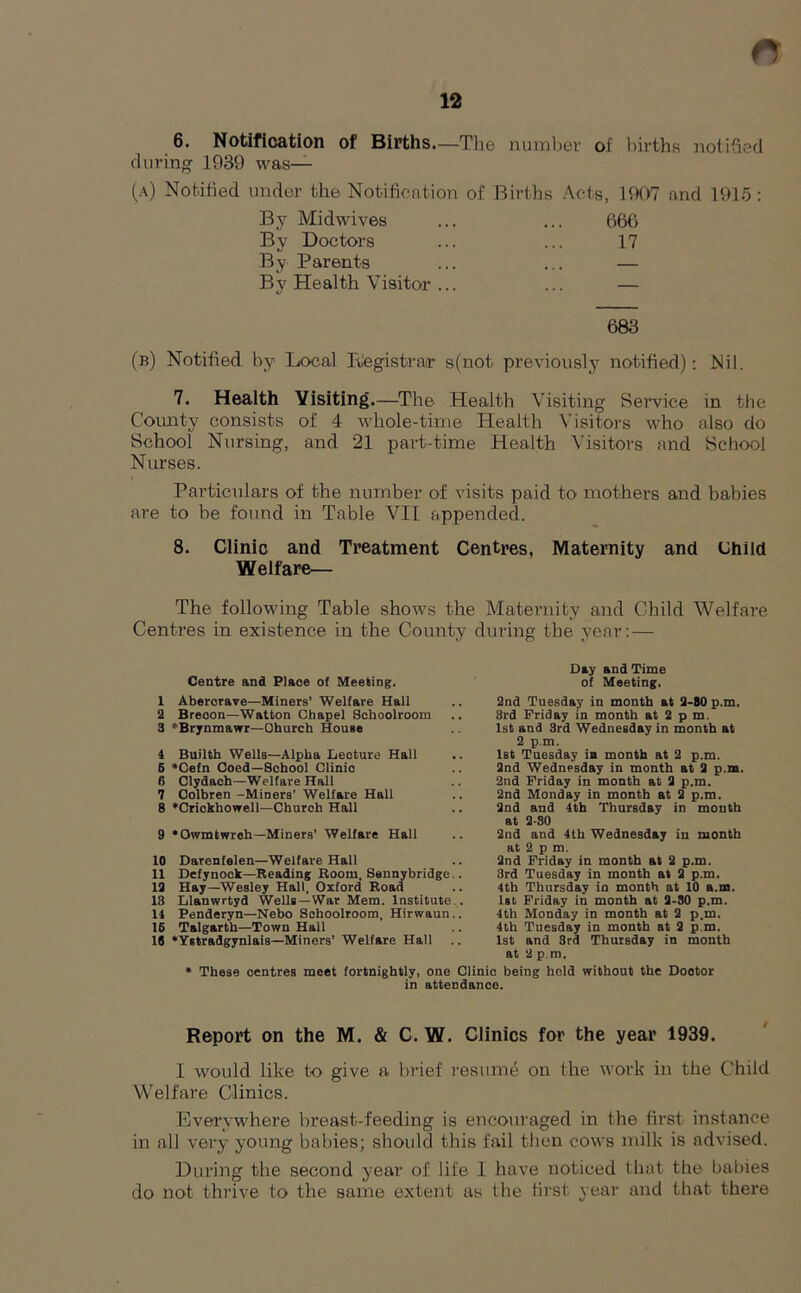 12
6. Notification of Births.—The number of births notified
during 1939 was—
(A) Notified under the Notification of Births Acts, 1907 and 1915:
By Midwives ... ... 666
By Doctors ... ... 17
By Parents ... ... —
By Health Visitor ... ... —
683
(B) Notified by Local Registrar s(not previously notified): Nil.
7. Health Visiting.—The Health Visiting Service in the
County consists of 4 whole-time Health Visitors who also do
School Nursing, and 21 part-time Health Visitors and School
Nurses.
Particulars of the number of visits paid to mothers and babies
are to be found in Table VII appended.
8. Clinic and Treatment Centres, Maternity and Child
Welfare—
The following Table shows the Maternity and Child Welfare
Centres in existence in the County during the year:—
Centre and Place of Meeting. Day and Time of Meeting.
1 Abercrave—Miners' Welfare Hall .. 2nd Tuesday in month at 2-30 p.m.
2 Brecon—Watton Chapel Schoolroom .. 3rd Friday in month at 2 p m.
3 *Brynmawr—Church House .. 1st and 3rd Wednesday in month at
2 p.m.
4 Builth Wells—Alpha Lecture Hall .. 1st Tuesday in month at 2 p.m.
5 *Cefn Coed—School Clinic .. 2nd Wednesday in month at 2 p.m.
6 Clydach—Welfare Hall .. 2nd Friday in month at 2 p.m.
7 Colbren -Miners' Welfare Hall .. 2nd Monday in month at 2 p.m.
8 *Crickhowell—Church Hall .. 2nd and 4th Thursday in month
at 2-30
9 *Cwmtwrch—Miners' Welfare Hall .. 2nd and 4th Wednesday in month
at 2 p m.
10 Darenfelen—Welfare Hall .. 2nd Friday in month at 2 p.m.
11 Defynock—Reading Room, Sennybridge .. 3rd Tuesday in month at 2 p.m.
12 Hay—Wesley Hall, Oxford Road .. 4th Thursday in month at 10 a.m.
13 Llanwrtyd Wells—War Mem. Institute .. 1st Friday in month at 2-30 p.m.
14 Penderyn—Nebo Schoolroom, Hirwaun.. 4th Monday in month at 2 p.m.
15 Talgarth—Town Hall .. 4th Tuesday in month at 2 p.m.
16 *Ystradgynlais—Miners' Welfare Hall .. 1st and 3rd Thursday in month
at 2 p.m.
* These centres meet fortnightly, one Clinic being held without the Doctor
in attendance.
Report on the M. & C. W. Clinics for the year 1939.
I would like to give a brief resumé on the work in the Child
Welfare Clinics.
Everywhere breast-feeding is encouraged in the first instance
in all very young babies; should this fail then cows milk is advised.
During the second year of life I have noticed that the babies
do not thrive to the same extent as the first year and that there